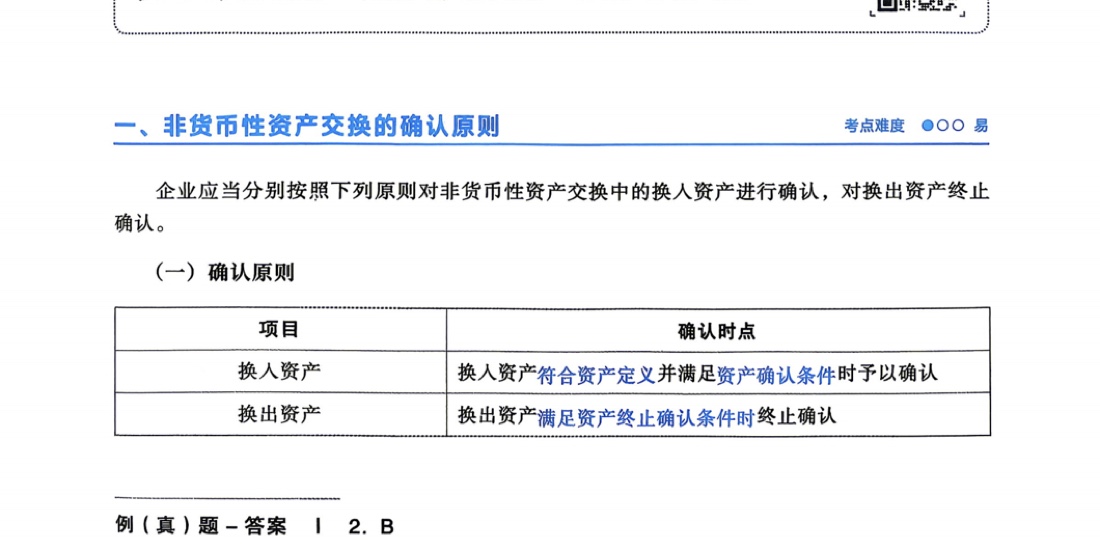 一、非货币性资产交换的确认原则
考点难度 易
企业应当分别按照下列原则对非货币性资产交换中的换入资产进行确认，对换出资产终止
确认。
（一）确认原则
项目 确认时点
换入资产 换入资产符合资产定义并满足资产确认条件时予以确认
换出资产 换出资产满足资产终止确认条件时终止确认
例（真）题－答案 | 2. B